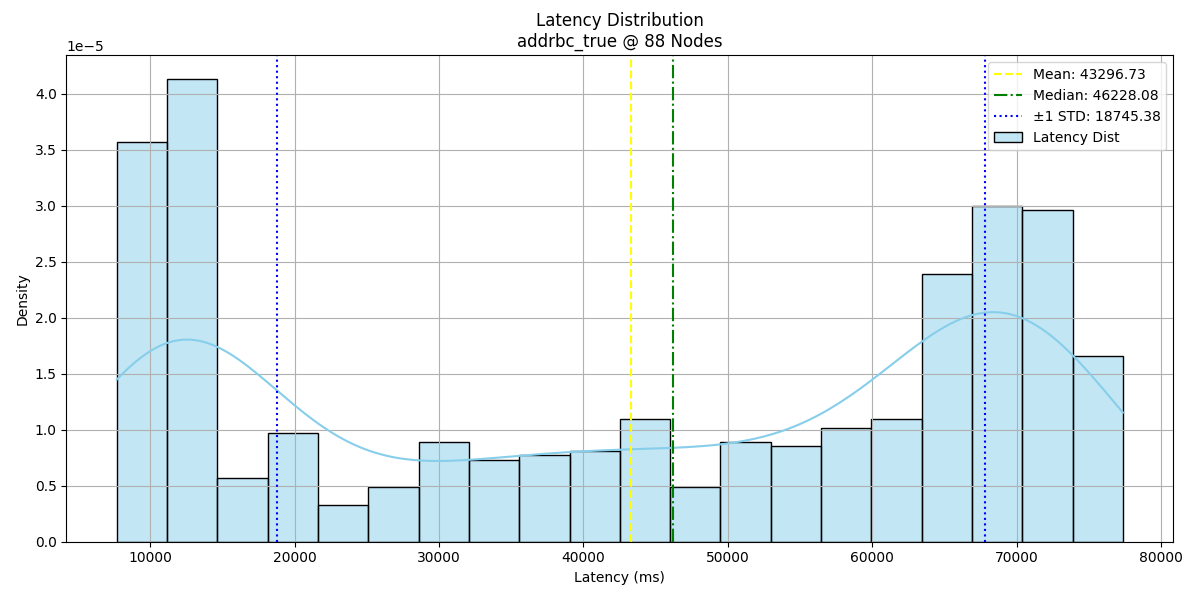 Latency Distribution
addrbc_true @ 88 Nodes
1e−5
4.0
3.5
3.0
2.5
2.0
1.5
1.0
0.5
0.0
Density
Mean: 43296.73
Median: 46228.08
±1 STD: 18745.38
Latency Dist
10000 20000 30000 40000 50000 60000 70000 80000
Latency (ms)